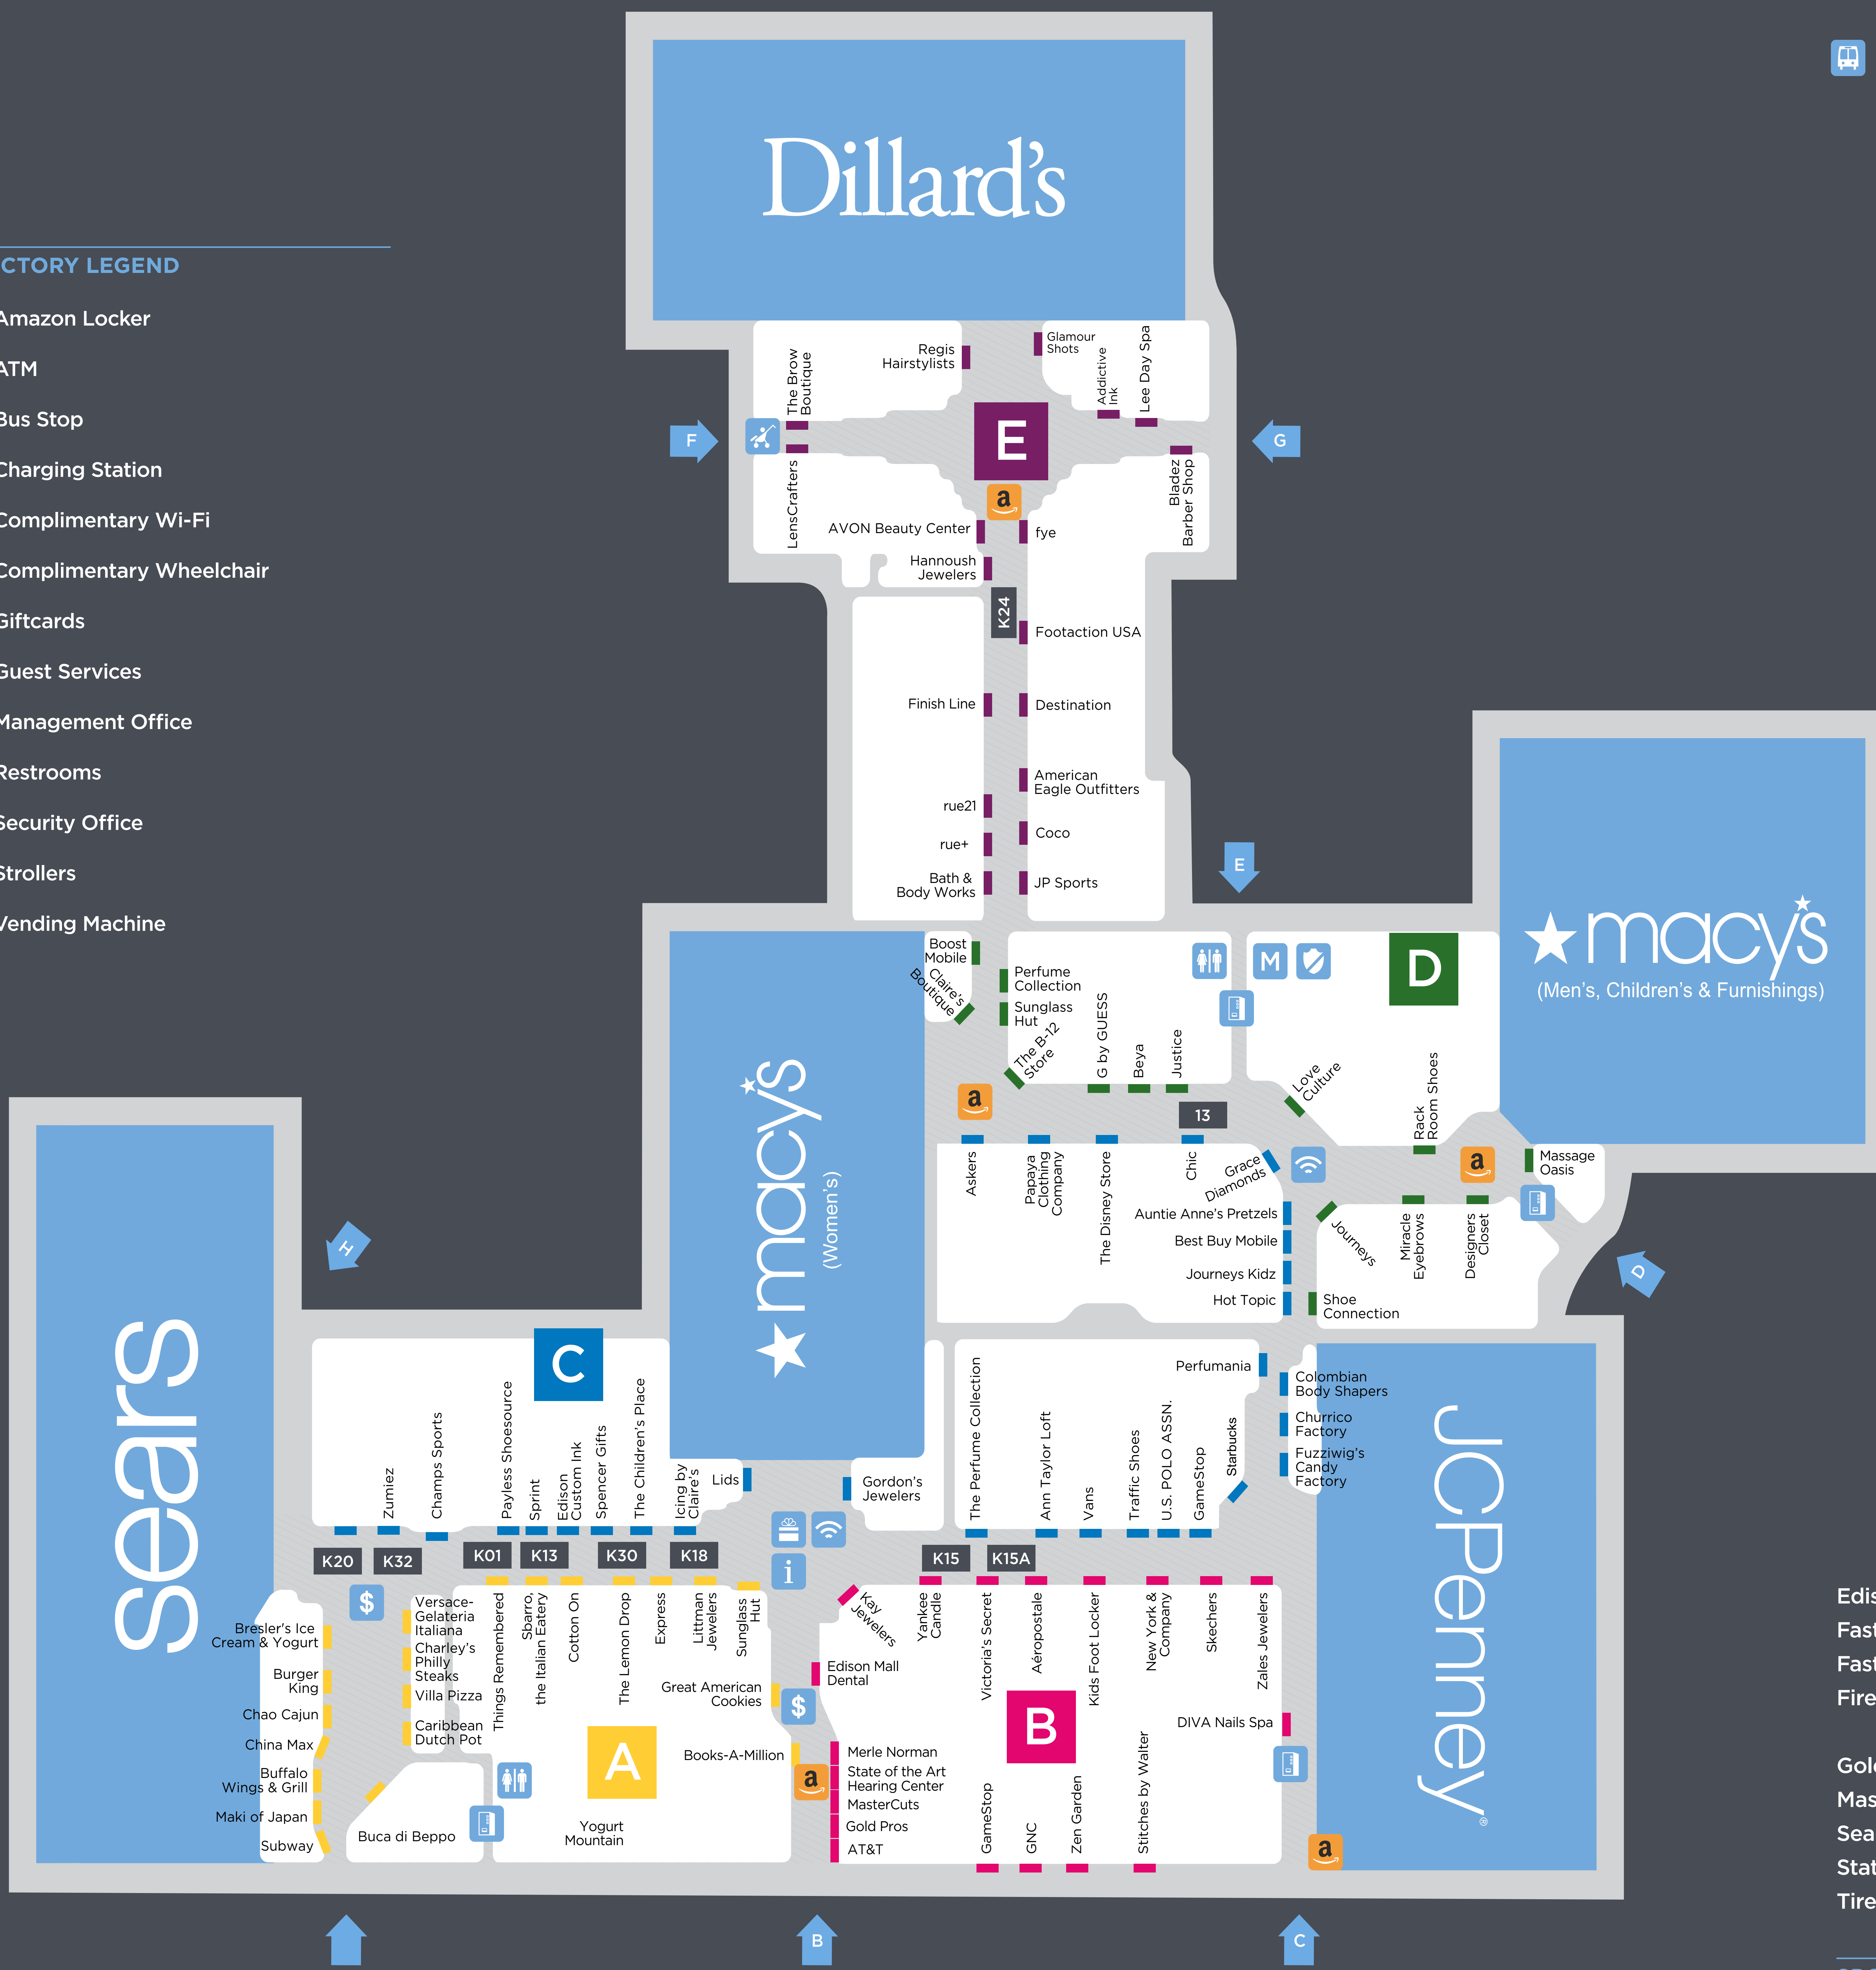 Dillard's
CTORY LEGEND
Amazon Locker
ATM
Bus Stop
Charging Station
Complimentary Wi-Fi
Complimentary Wheelchair
Giftcards
Guest Services
Management Office
Restrooms
Security Office
Strollers
Vending Machine
Regis
Hairstylists
Glamour
Shots
The Brow
Boutique
Addictive
Ink
Lee Day Spa
F
E
G
a
LensCrafters
Bladez
Barber Shop
AVON Beauty Center
fye
Hannoush
Jewelers
K24
Footaction USA
Finish Line
Destination
American
Eagle Outfitters
rue21
Coco
rue+
Bath &
Body Works
JP Sports
E
macy's
(Men's, Children's & Furnishings)
D
M
Boost
Mobile
Claire's
Boutique
Perfume
Collection
Sunglass
Hut
The B-12
Store
G by GUESS
Beya
Justice
Love
Culture
Rack
Room Shoes
a
13
macy's
(Women's)
Askers
Papaya
Clothing
Company
The Disney Store
Chic
Grace
Diamonds
a
Massage
Oasis
Auntie Anne's Pretzels
Best Buy Mobile
Journeys Kidz
Hot Topic
Journeys
Miracle
Eyebrows
Designers
Closet
Shoe
Connection
D
H
sears
C
Zumiez
Champs Sports
Payless Shoesource
Sprint
Edison
Custom Ink
Spencer Gifts
The Children's Place
Icing by
Claire's
Lids
Gordon's
Jewelers
The Perfume Collection
Ann Taylor Loft
Vans
Traffic Shoes
U.S. POLO ASSN.
GameStop
Starbucks
Perfumania
Colombian
Body Shapers
Churrico
Factory
Fuzziwig's
Candy
Factory
JCPenney®
K20
K32
K01
K13
K30
K18
i
K15
K15A
$
Bresler's Ice
Cream & Yogurt
Burger
King
Chao Cajun
China Max
Buffalo
Wings & Grill
Maki of Japan
Subway
Versace-
Gelateria
Italiana
Charley's
Philly
Steaks
Villa Pizza
Caribbean
Dutch Pot
Buca di Beppo
Things Remembered
Sbarro,
the Italian Eatery
Cotton On
The Lemon Drop
Express
Littman
Jewelers
Sunglass
Hut
Great American
Cookies
$
Books-A-Million
A
a
Yogurt
Mountain
Kay
Jewelers
Edison Mall
Dental
Yankee
Candle
Victoria's Secret
Aéropostale
Kids Foot Locker
New York &
Company
Skechers
Zales Jewelers
B
DIVA Nails Spa
Merle Norman
State of the Art
Hearing Center
MasterCuts
Gold Pros
AT&T
GameStop
GNC
Zen Garden
Stitches by Walter
a
B
C
Edis
Fast
Fast
Fire
Gold
Mas
Sea
Stat
Tire